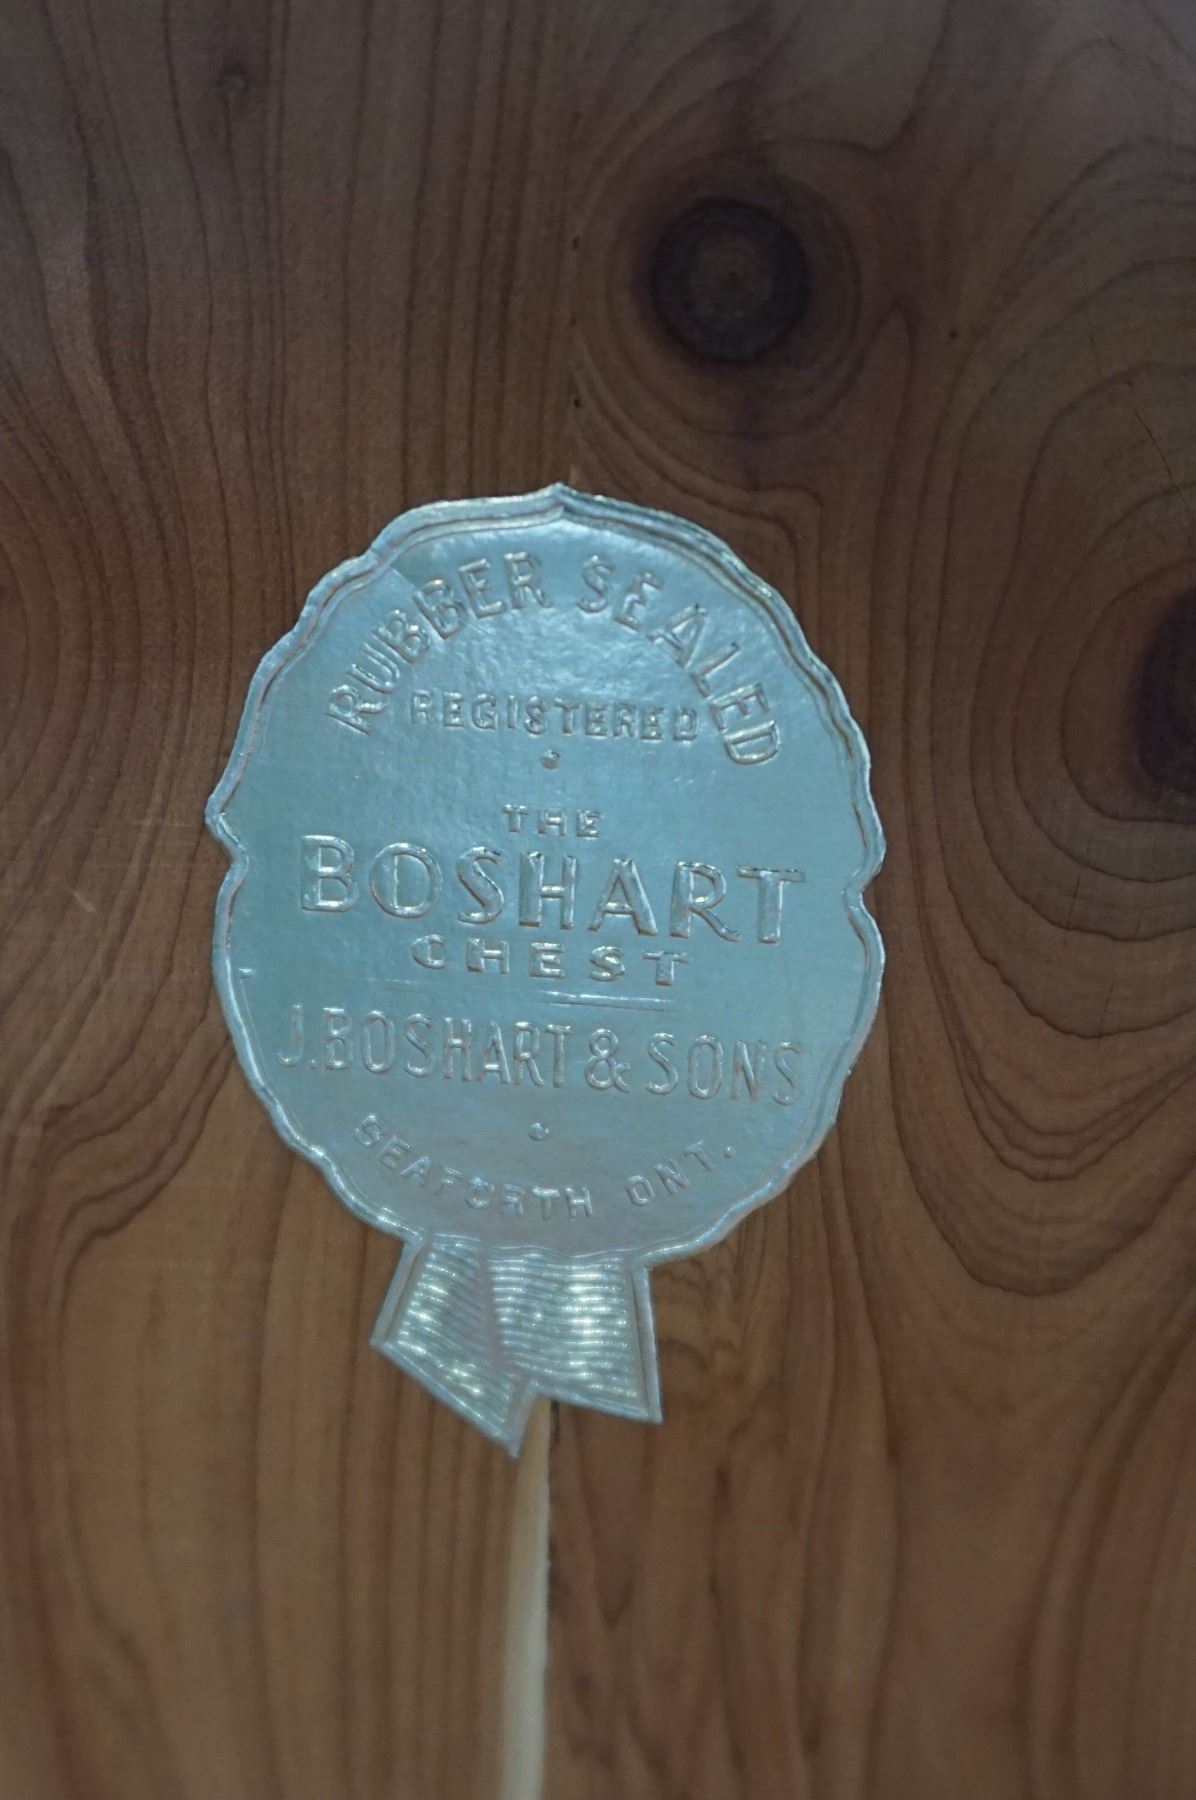 RUBBER SEALED
REGISTERED
THE
BOSHART
CHEST
J. BOSHART & SONS
SEAFORTH ONT.